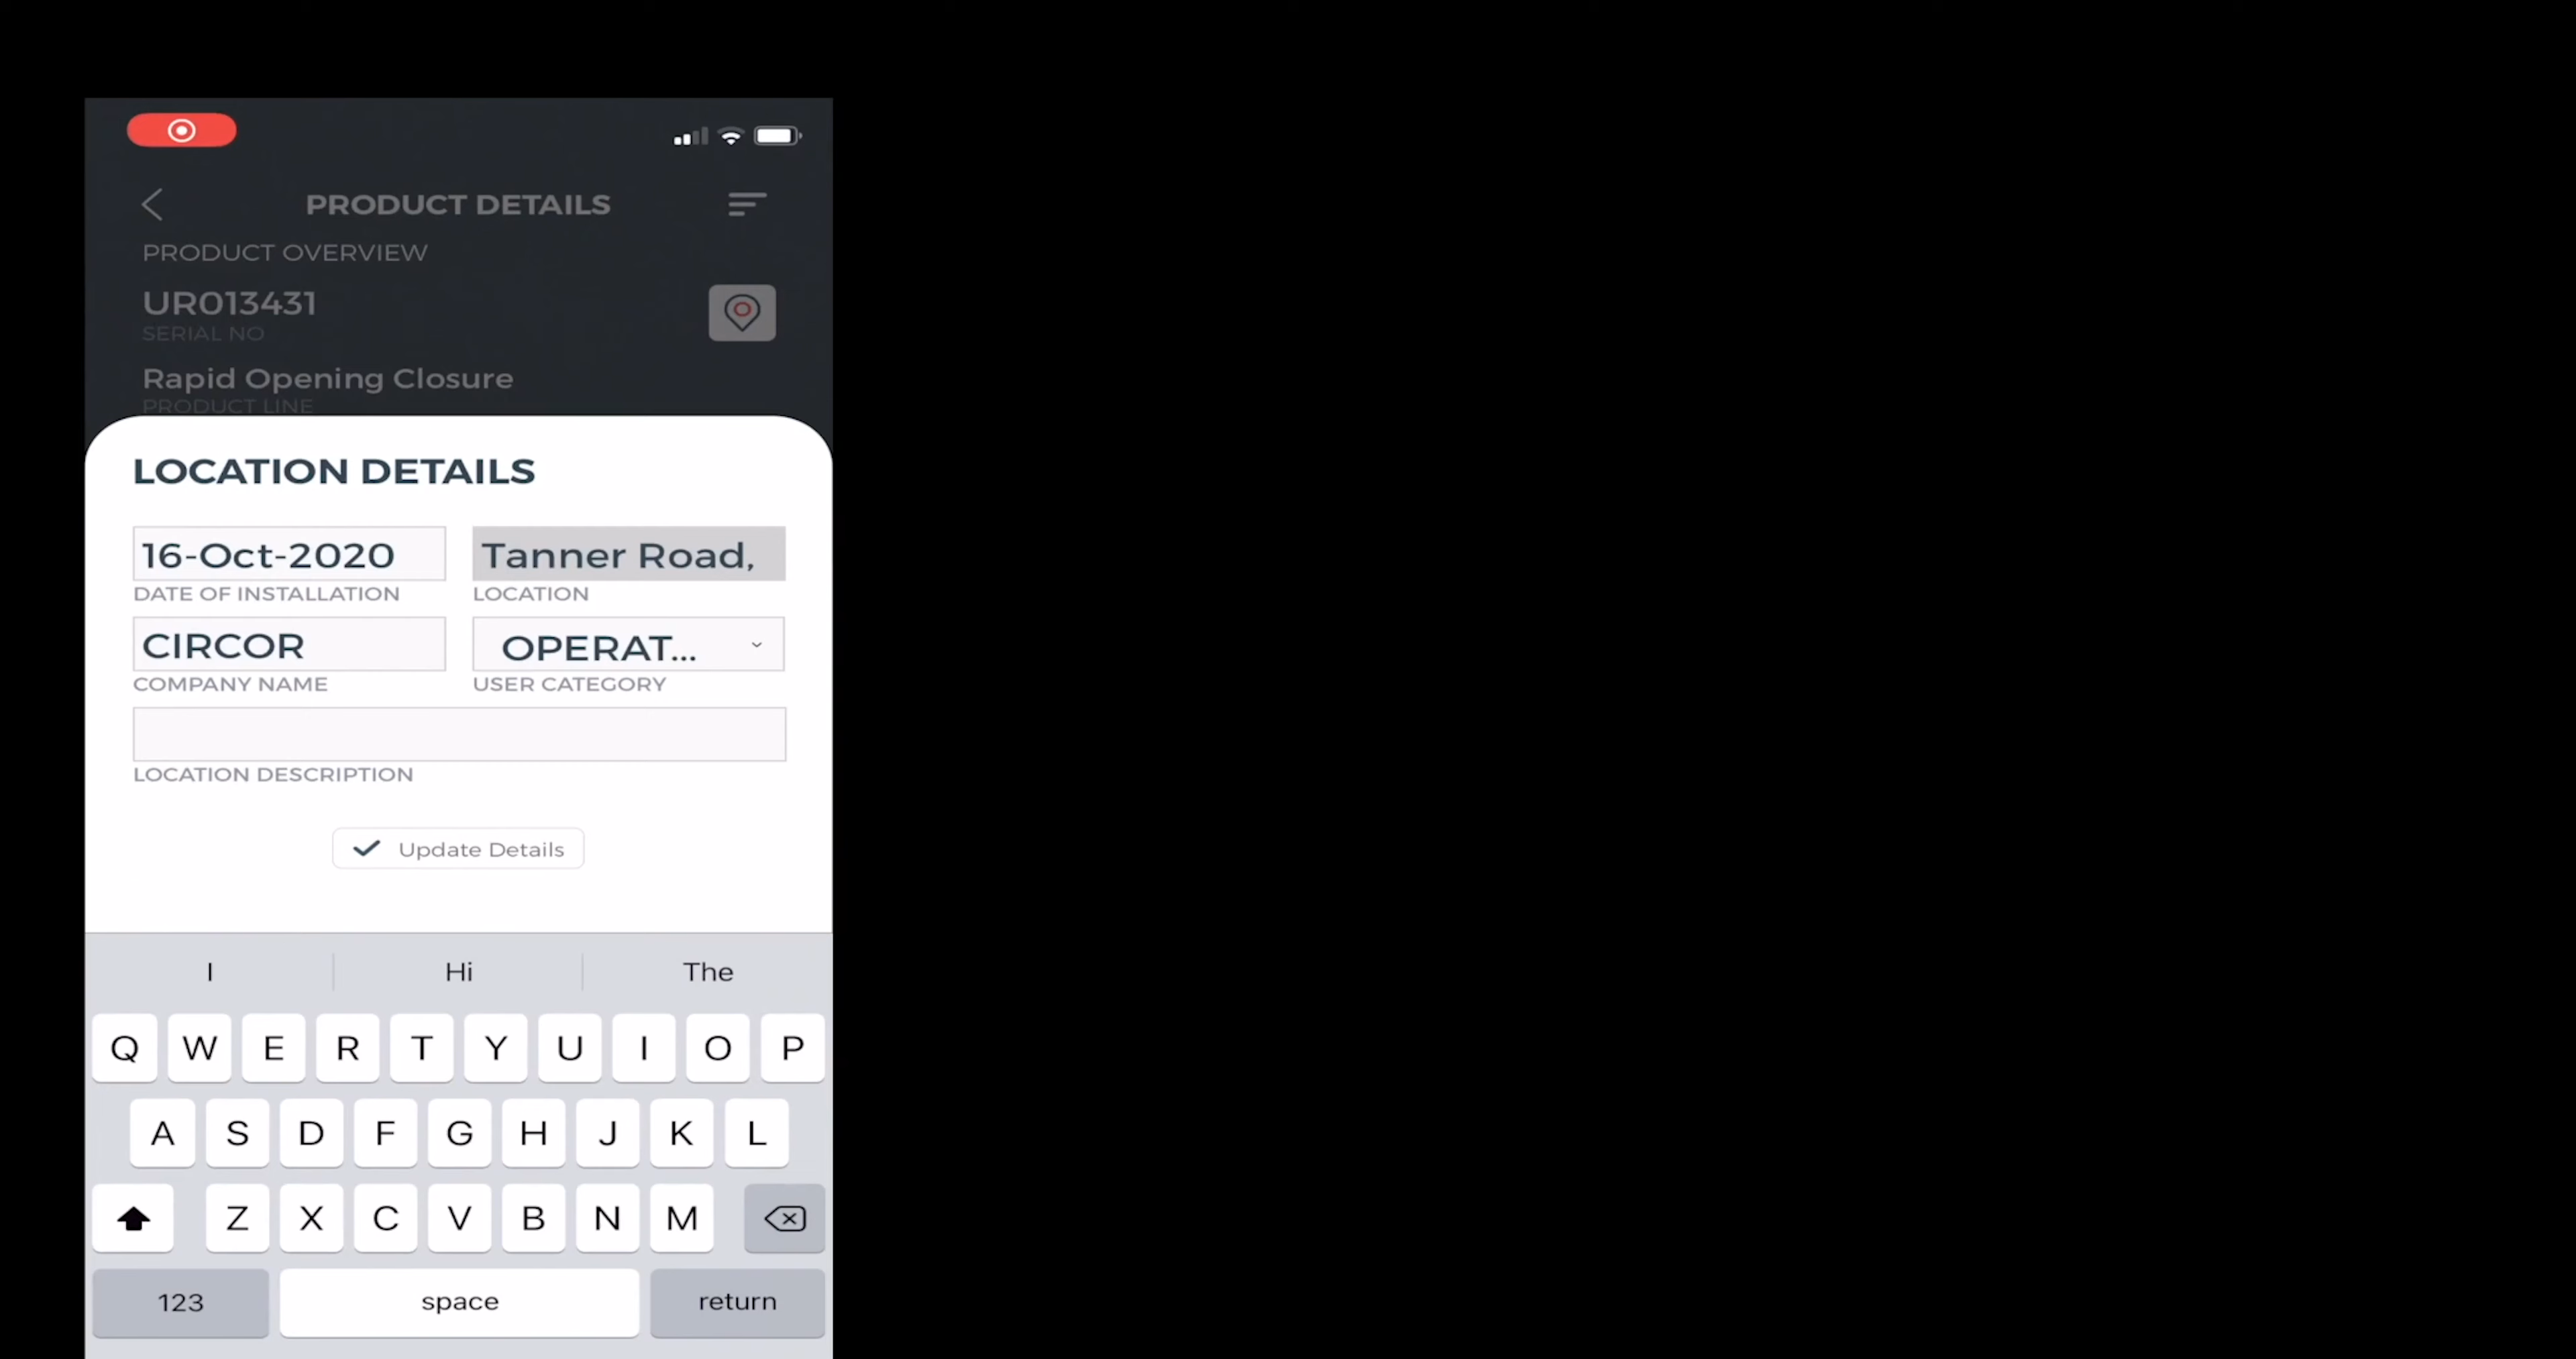 PRODUCT DETAILS
PRODUCT OVERVIEW
UR013431
SERIAL NO
Rapid Opening Closure
PRODUCT LINE
LOCATION DETAILS
16-Oct-2020 Tanner Road,
DATE OF INSTALLATION LOCATION
CIRCOR OPERAT...
COMPANY NAME USER CATEGORY
LOCATION DESCRIPTION
Update Details
I Hi The
Q W E R T Y U I O P
A S D F G H J K L
Z X C V B N M
123 space return